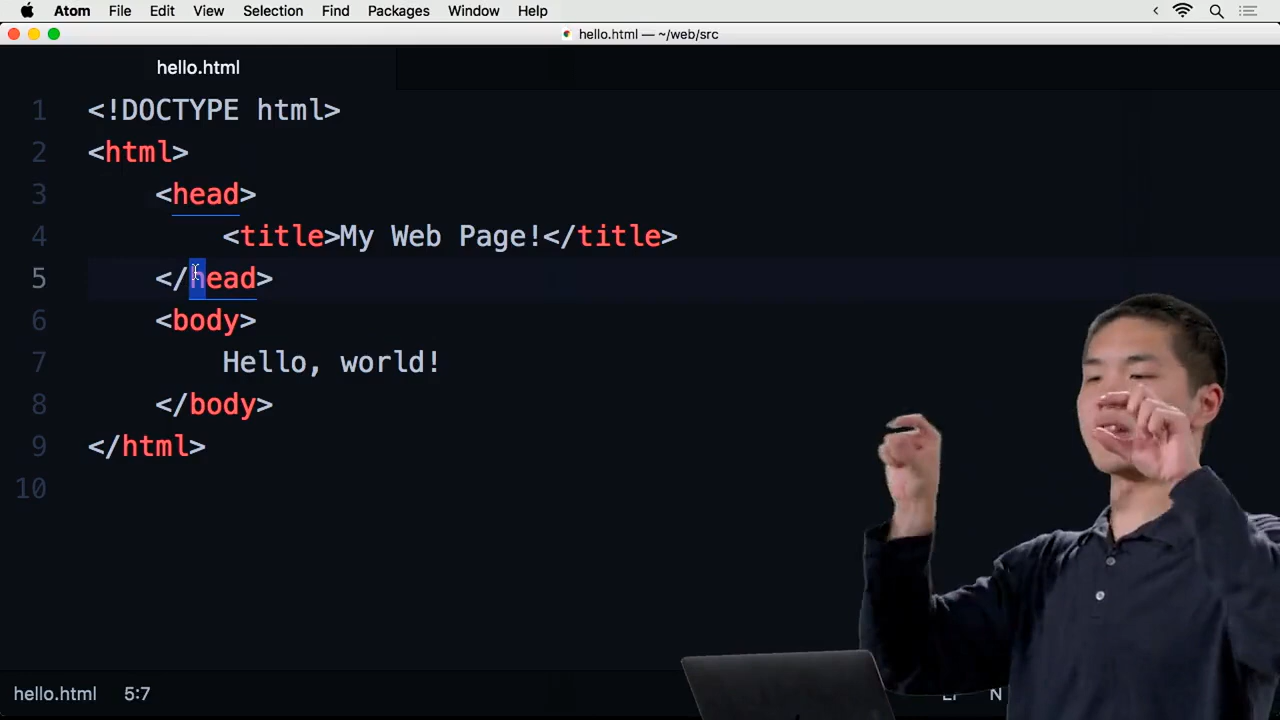 Atom File Edit View Selection Find Packages Window Help
hello.html — ~/web/src
hello.html
1 <!DOCTYPE html>
2 <html>
3 <head>
4 <title>My Web Page!</title>
5 </head>
6 <body>
7 Hello, world!
8 </body>
9 </html>
10
hello.html 5:7